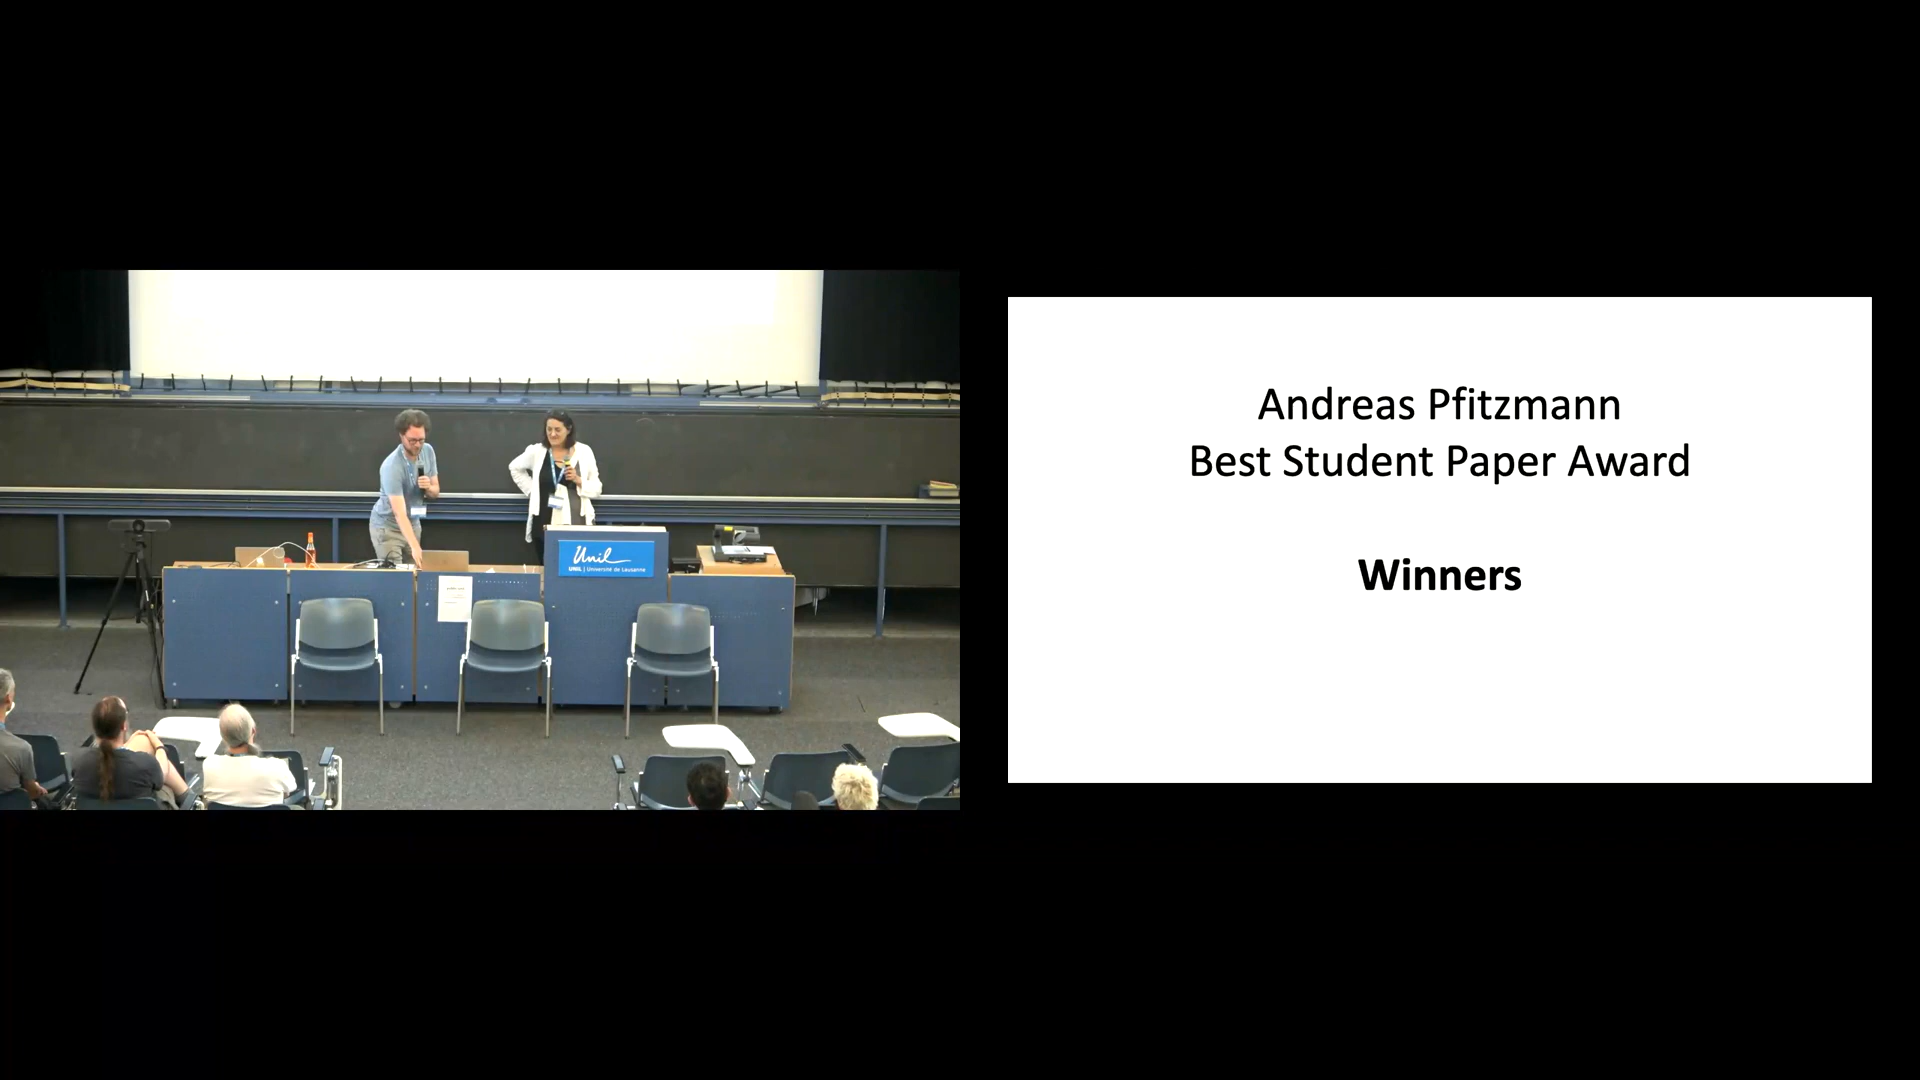 Unil
UNIL | Université de Lausanne
Andreas Pfitzmann
Best Student Paper Award
Winners